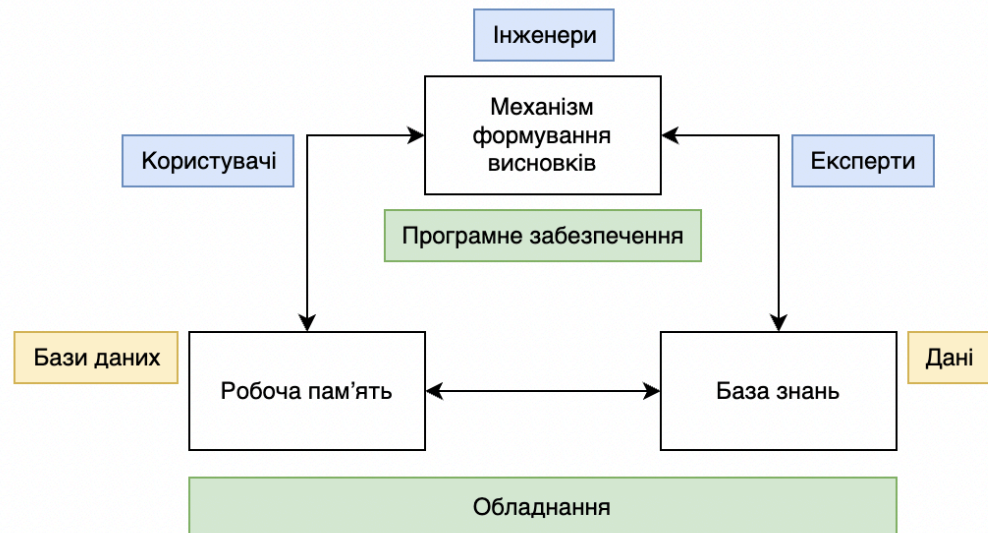 Інженери
Механізм
формування
висновків
Користувачі
Експерти
Програмне забезпечення
Бази даних
Робоча пам’ять
База знань
Дані
Обладнання